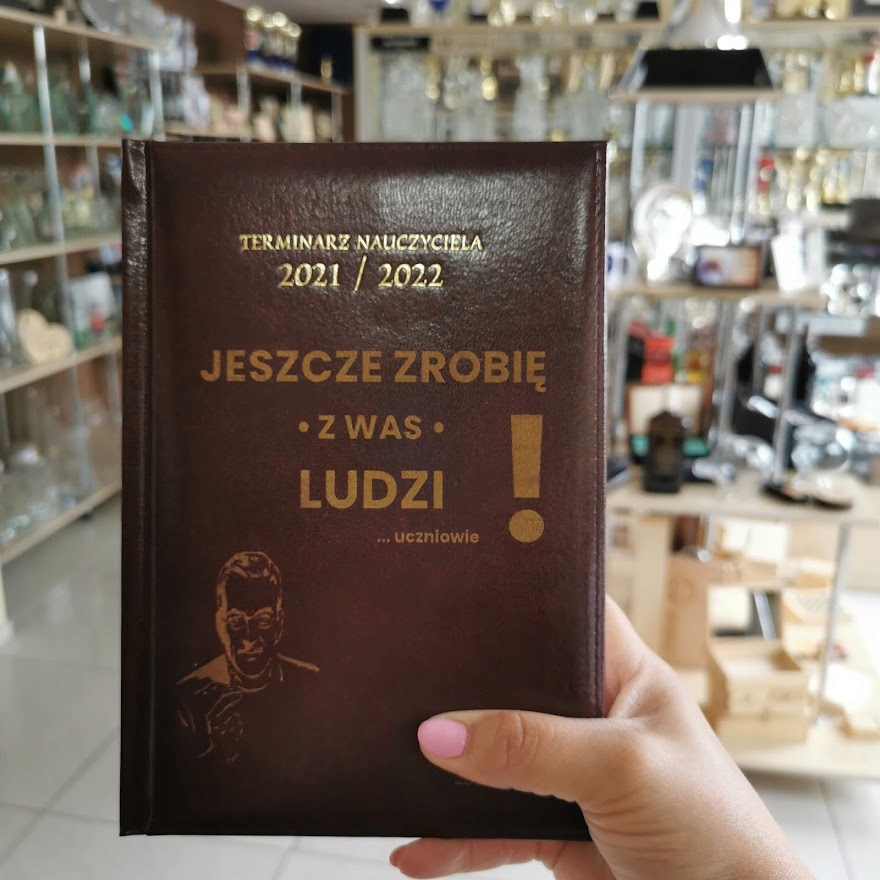 TERMINARZ NAUCZYCIELA
2021 / 2022
JESZCZE ZROBIĘ
• Z WAS •
LUDZI !
... uczniowie